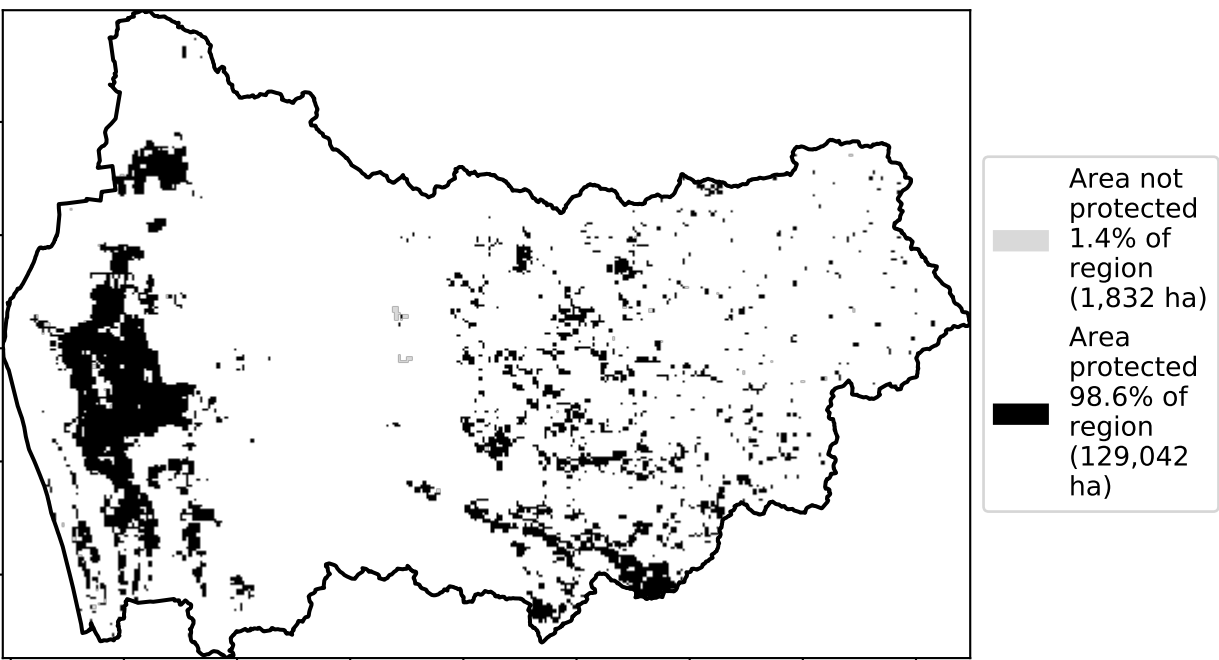 Area not
protected
1.4% of
region
(1,832 ha)
Area
protected
98.6% of
region
(129,042
ha)